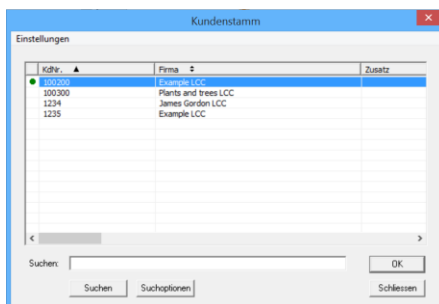 Kundenstamm
Einstellungen
KdNr. Firma Zusatz
100200 Example LCC
100300 Plants and trees LCC
1234 James Gordon LCC
1235 Example LCC
Suchen: OK
Suchen Suchoptionen Schliessen